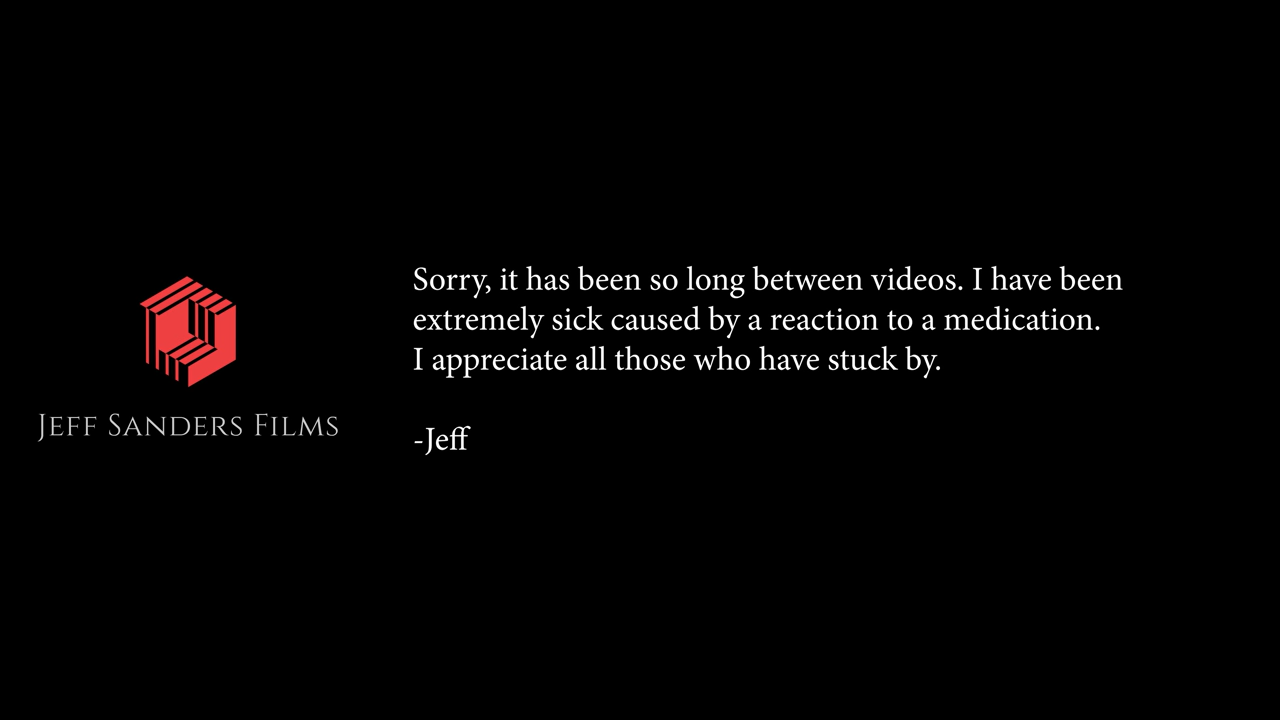 Jeff Sanders Films
Sorry, it has been so long between videos. I have been
extremely sick caused by a reaction to a medication.
I appreciate all those who have stuck by.
-Jeff